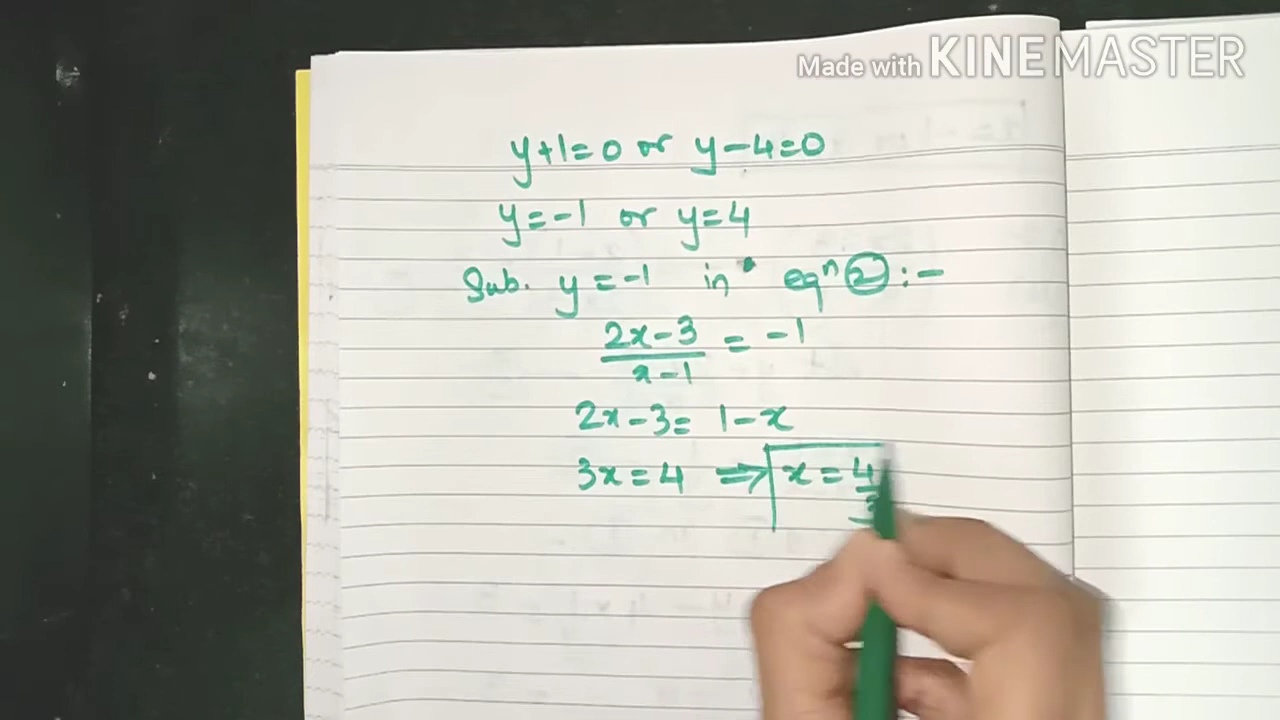 Made with KINEMASTER
y+1=0 or y-4=0
y=-1 or y=4
Sub. y=-1 in eqⁿ ② :-
2x-3
x-1 = -1
2x-3= 1-x
3x=4 ⇒ x=4
3